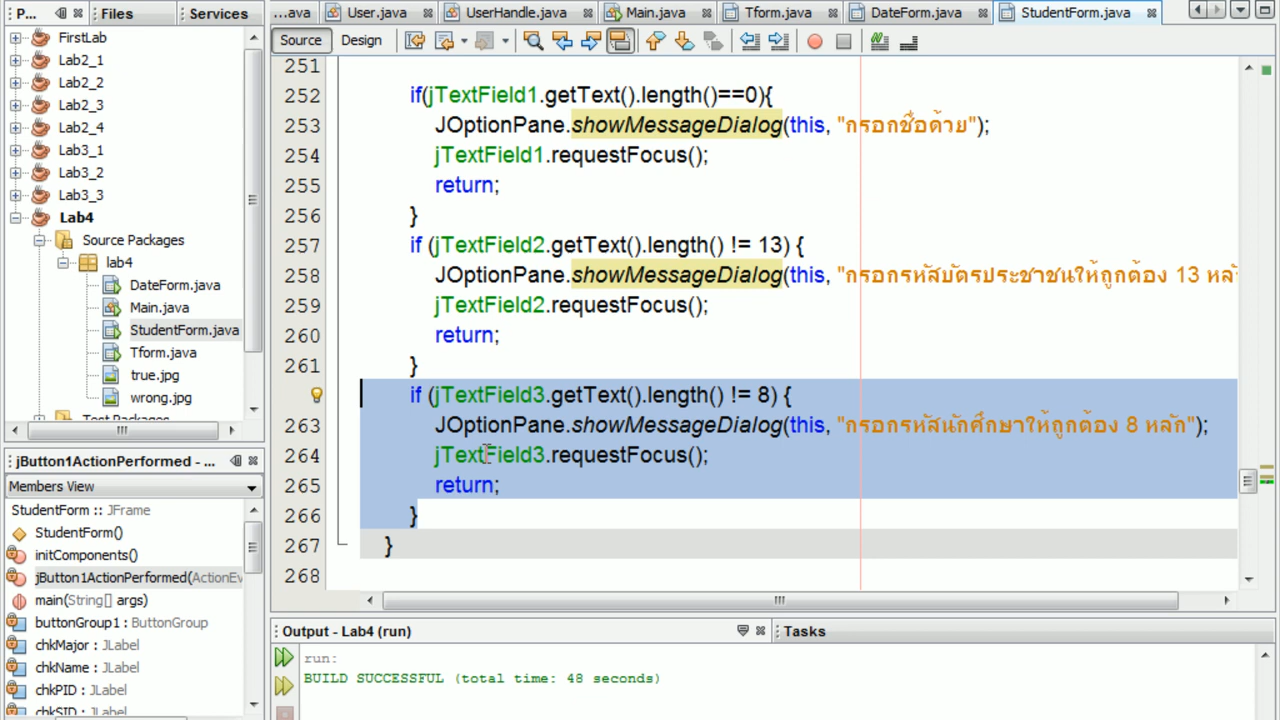 P...
Files
Services
...ava
User.java
UserHandle.java
Main.java
Tform.java
DateForm.java
StudentForm.java
Source
Design
FirstLab
Lab2_1
Lab2_2
Lab2_3
Lab2_4
Lab3_1
Lab3_2
Lab3_3
Lab4
Source Packages
lab4
DateForm.java
Main.java
StudentForm.java
Tform.java
true.jpg
wrong.jpg
Test Packages
jButton1ActionPerformed - ...
Members View
StudentForm :: JFrame
StudentForm()
initComponents()
jButton1ActionPerformed(ActionEv
main(String[] args)
buttonGroup1 : ButtonGroup
chkMajor : JLabel
chkName : JLabel
chkPID : JLabel
chkSID : JLabel
251
252 if(jTextField1.getText().length()==0){
253 JOptionPane.showMessageDialog(this, "กรอกชื่อด้วย");
254 jTextField1.requestFocus();
255 return;
256 }
257 if (jTextField2.getText().length() != 13) {
258 JOptionPane.showMessageDialog(this, "กรอกรหัสบัตรประชาชนให้ถูกต้อง 13 หลั
259 jTextField2.requestFocus();
260 return;
261 }
if (jTextField3.getText().length() != 8) {
263 JOptionPane.showMessageDialog(this, "กรอกรหัสนักศึกษาให้ถูกต้อง 8 หลัก");
264 jTextField3.requestFocus();
265 return;
266 }
267 }
268
Output - Lab4 (run)
Tasks
run:
BUILD SUCCESSFUL (total time: 48 seconds)